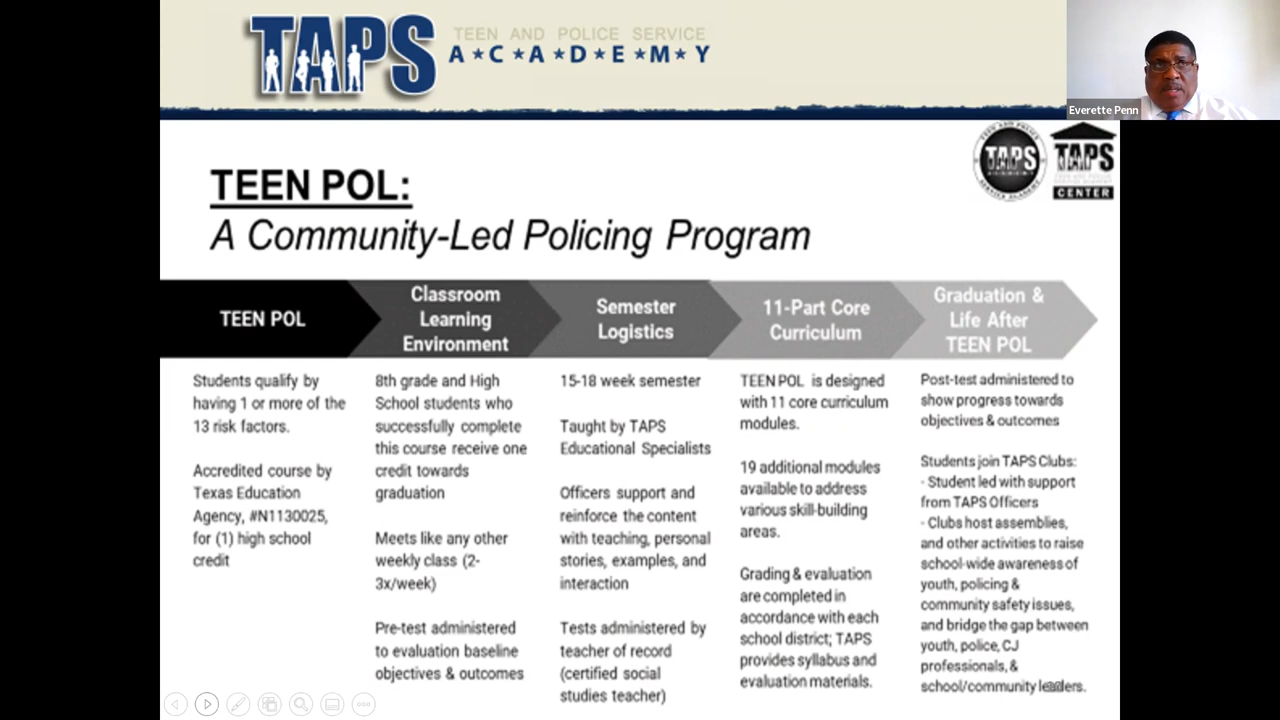 TAPS
TEEN AND POLICE SERVICE
A★C★A★D★E★M★Y
Everette Penn
TAPS
TAPS
CENTER
TEEN POL:
A Community-Led Policing Program
TEEN POL
Students qualify by
having 1 or more of the
13 risk factors.
Accredited course by
Texas Education
Agency, #N1130025,
for (1) high school
credit
Classroom
Learning
Environment
8th grade and High
School students who
successfully complete
this course receive one
credit towards
graduation
Meets like any other
weekly class (2-
3x/week)
Pre-test administered
to evaluation baseline
objectives & outcomes
Semester
Logistics
15-18 week semester
Taught by TAPS
Educational Specialists
Officers support and
reinforce the content
with teaching, personal
stories, examples, and
interaction
Tests administered by
teacher of record
(certified social
studies teacher)
11-Part Core
Curriculum
TEEN POL is designed
with 11 core curriculum
modules.
19 additional modules
available to address
various skill-building
areas.
Grading & evaluation
are completed in
accordance with each
school district; TAPS
provides syllabus and
evaluation materials.
Graduation &
Life After
TEEN POL
Post-test administered to
show progress towards
objectives & outcomes
Students join TAPS Clubs:
- Student led with support
from TAPS Officers
- Clubs host assemblies,
and other activities to raise
school-wide awareness of
youth, policing &
community safety issues,
and bridge the gap between
youth, police, CJ
professionals, &
school/community leaders.